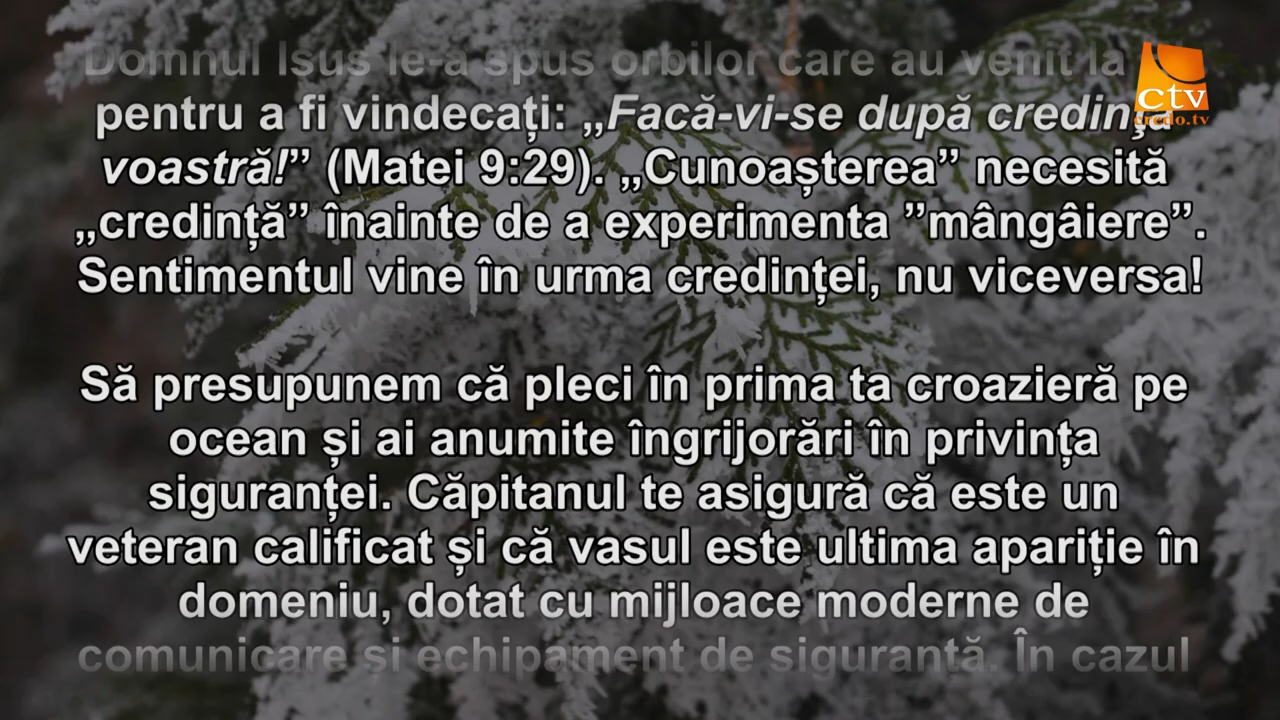 Domnul Isus le-a spus orbilor care au venit la
pentru a fi vindecați: „Facă-vi-se după credința
voastră!” (Matei 9:29). „Cunoașterea” necesită
„credință” înainte de a experimenta ”mângâiere”.
Sentimentul vine în urma credinței, nu viceversa!
Să presupunem că pleci în prima ta croazieră pe
ocean și ai anumite îngrijorări în privința
siguranței. Căpitanul te asigură că este un
veteran calificat și că vasul este ultima apariție în
domeniu, dotat cu mijloace moderne de
comunicare și echipament de siguranță. În cazul
ctv
credo.tv